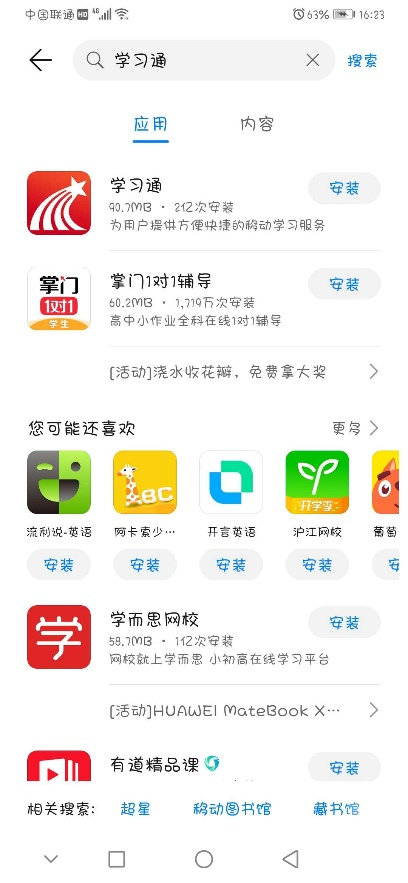 中国联通 HD 4G 63% 16:23
学习通 搜索
应用 内容
学习通
90.7MB · 2亿次安装
为用户提供方便快捷的移动学习服务
安装
掌门
1对1
学生
掌门1对1辅导
60.2MB · 1,719万次安装
高中小作业全科在线1对1辅导
安装
[活动]浇水收花瓣，免费拿大奖
您可能还喜欢 更多
ABC
开学季
流利说-英语 阿卡索少… 开言英语 沪江网校 葡萄
安装 安装 安装 安装 安
学
学而思网校
58.7MB · 1亿次安装
网校就上学而思 小初高在线学习平台
安装
[活动]HUAWEI MateBook X…
有道精品课
安装
相关搜索: 超星 移动图书馆 藏书馆